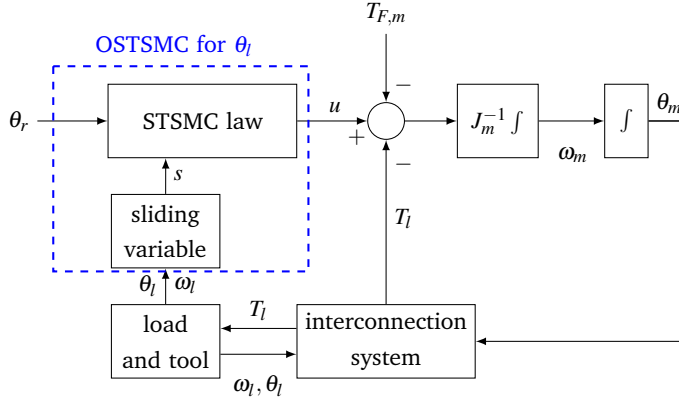 T_{F,m}
OSTSMC for θ_l
−
θ_r
STSMC law
u
+
J_m^{-1} ∫
ω_m
∫
θ_m
−
s
sliding
variable
T_l
θ_l ω_l
load
and tool
T_l
ω_l, θ_l
interconnection
system